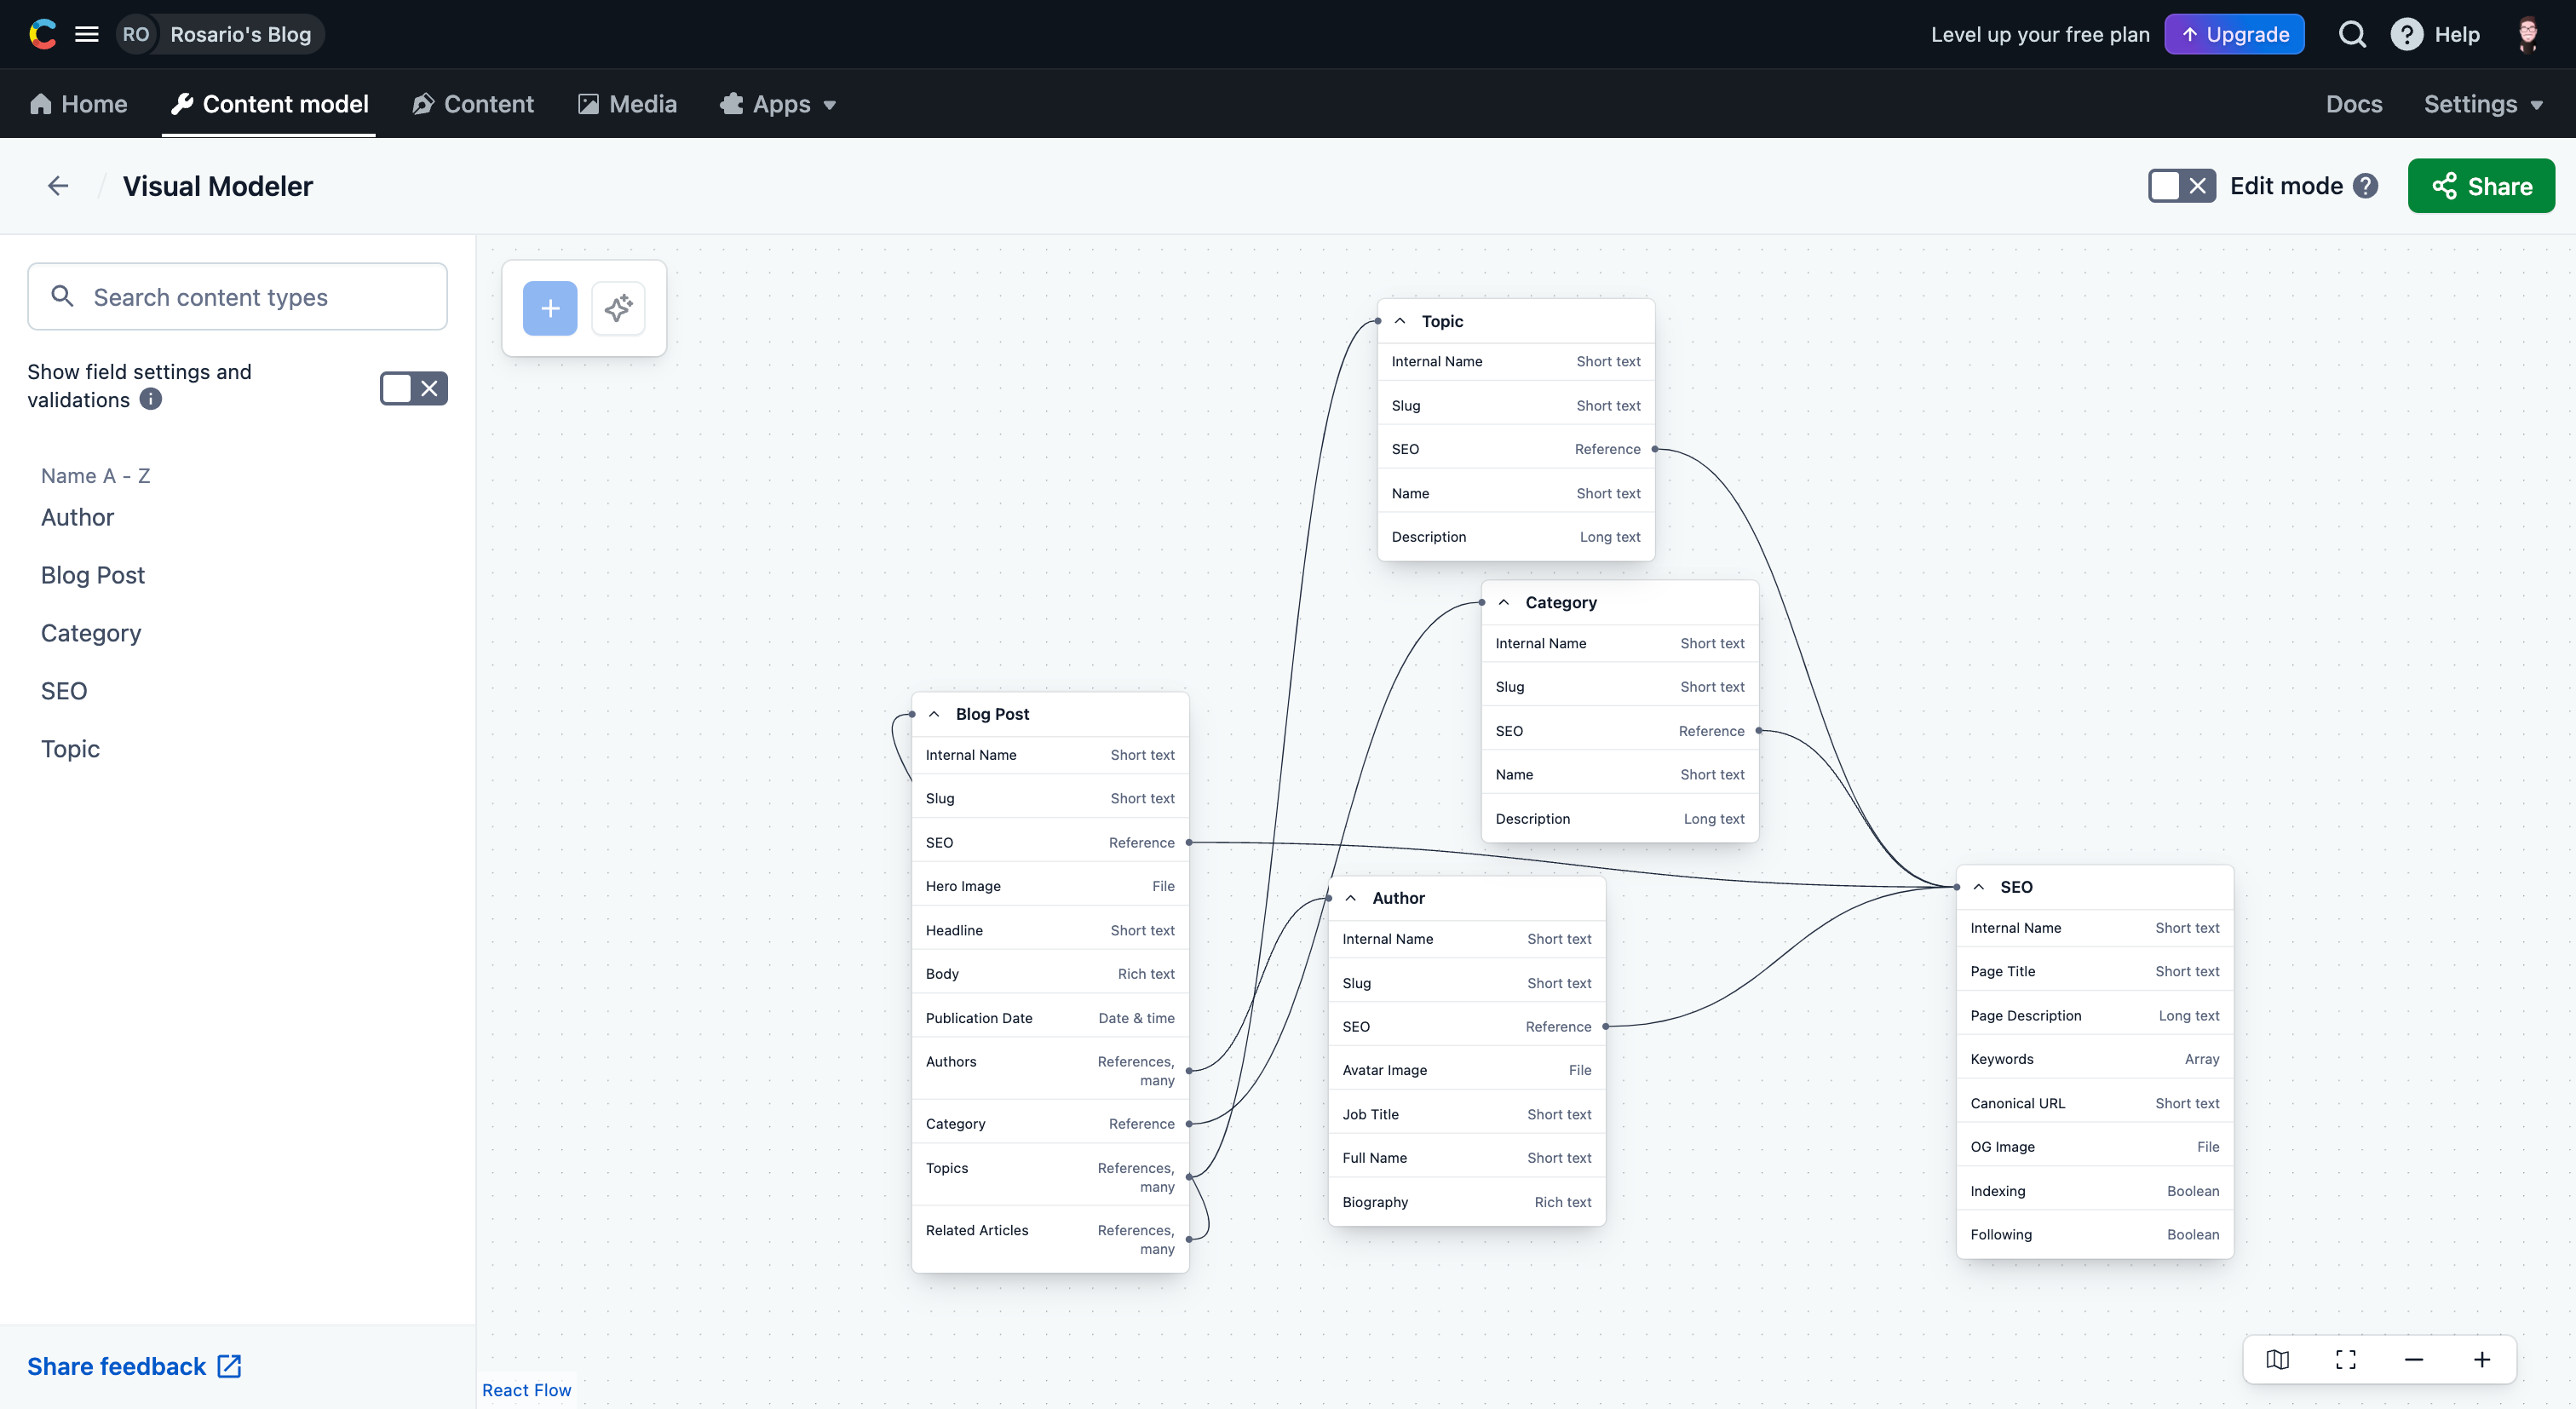 RO Rosario's Blog
Level up your free plan Upgrade Help
Home Content model Content Media Apps Docs Settings
Visual Modeler
Edit mode Share
Search content types
Show field settings and
validations
Name A - Z
Author
Blog Post
Category
SEO
Topic
Share feedback
Topic
Internal Name Short text
Slug Short text
SEO Reference
Name Short text
Description Long text
Category
Internal Name Short text
Slug Short text
SEO Reference
Name Short text
Description Long text
Blog Post
Internal Name Short text
Slug Short text
SEO Reference
Hero Image File
Headline Short text
Body Rich text
Publication Date Date & time
Authors References,
many
Category Reference
Topics References,
many
Related Articles References,
many
Author
Internal Name Short text
Slug Short text
SEO Reference
Avatar Image File
Job Title Short text
Full Name Short text
Biography Rich text
SEO
Internal Name Short text
Page Title Short text
Page Description Long text
Keywords Array
Canonical URL Short text
OG Image File
Indexing Boolean
Following Boolean
React Flow